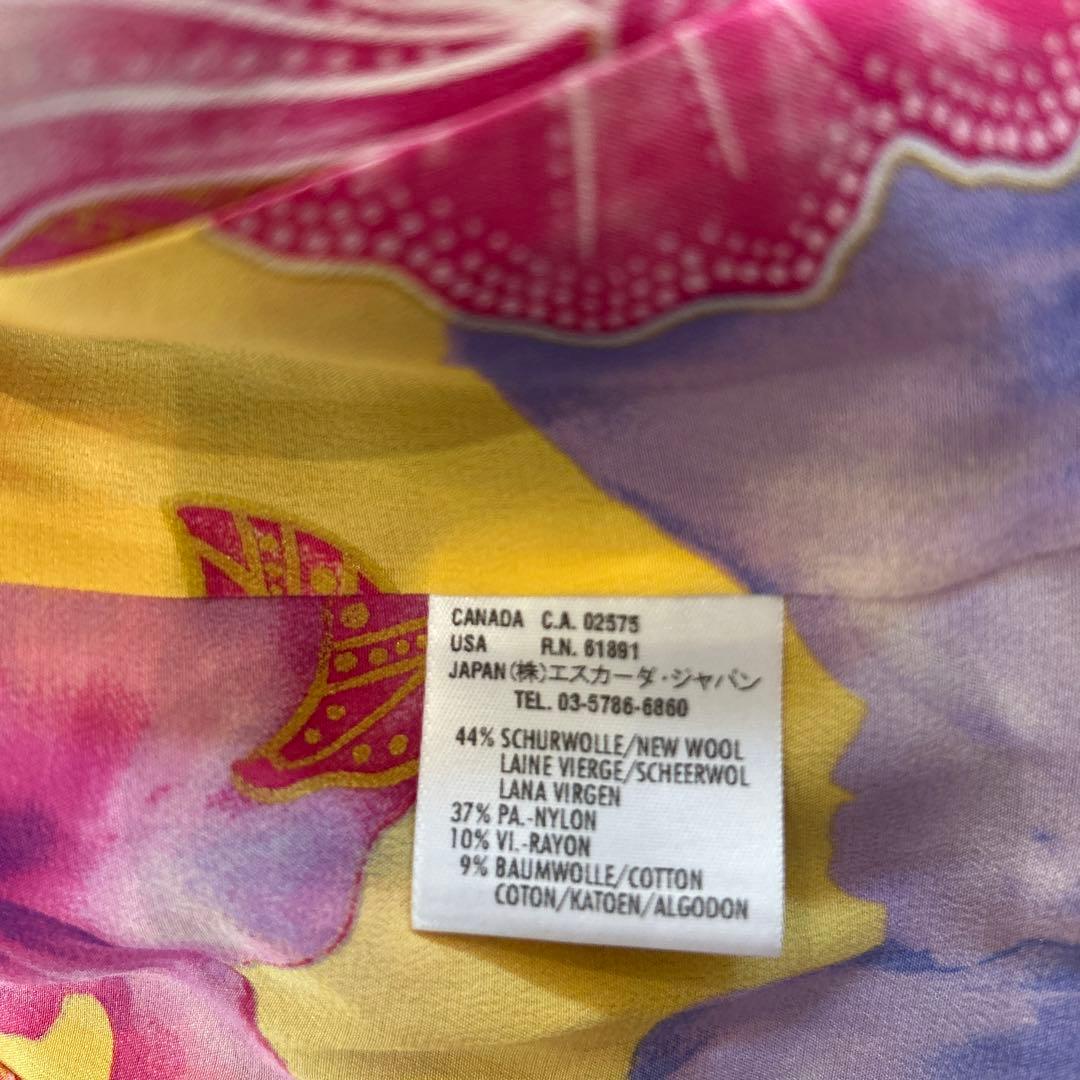 CANADA C.A. 02575
USA R.N. 61891
JAPAN (株)エスカーダ・ジャパン
TEL. 03-5786-6860
44% SCHURWOLLE/NEW WOOL
LAINE VIERGE/SCHEERWOL
LANA VIRGEN
37% PA.-NYLON
10% VI.-RAYON
9% BAUMWOLLE/COTTON
COTON/KATOEN/ALGODON